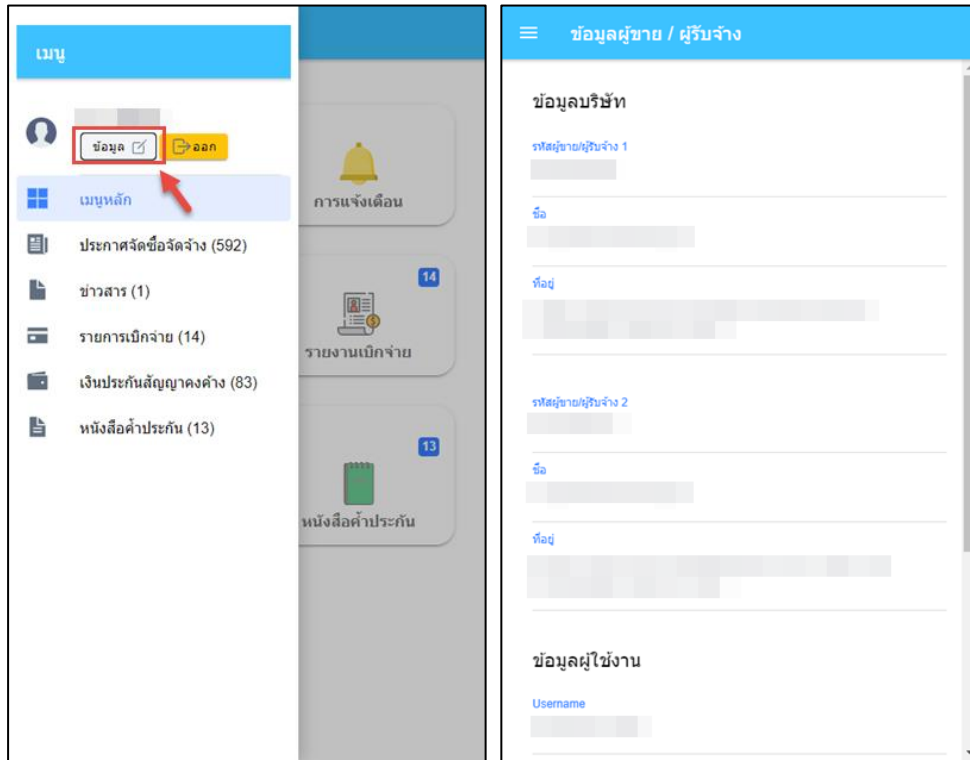 เมนู
ข้อมูล
ออก
เมนูหลัก
ประกาศจัดซื้อจัดจ้าง (592)
ข่าวสาร (1)
รายการเบิกจ่าย (14)
เงินประกันสัญญาคงค้าง (83)
หนังสือค้ำประกัน (13)
การแจ้งเตือน
14
รายงานเบิกจ่าย
13
หนังสือค้ำประกัน
ข้อมูลผู้ขาย / ผู้รับจ้าง
ข้อมูลบริษัท
รหัสผู้ขาย/ผู้รับจ้าง 1
ชื่อ
ที่อยู่
รหัสผู้ขาย/ผู้รับจ้าง 2
ชื่อ
ที่อยู่
ข้อมูลผู้ใช้งาน
Username